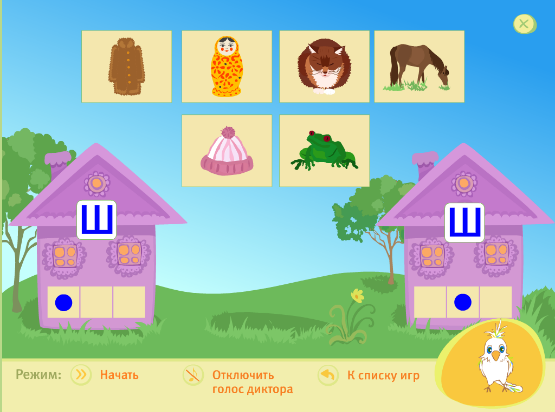 Ш
Ш
Режим:
Начать
Отключить
голос диктора
К списку игр